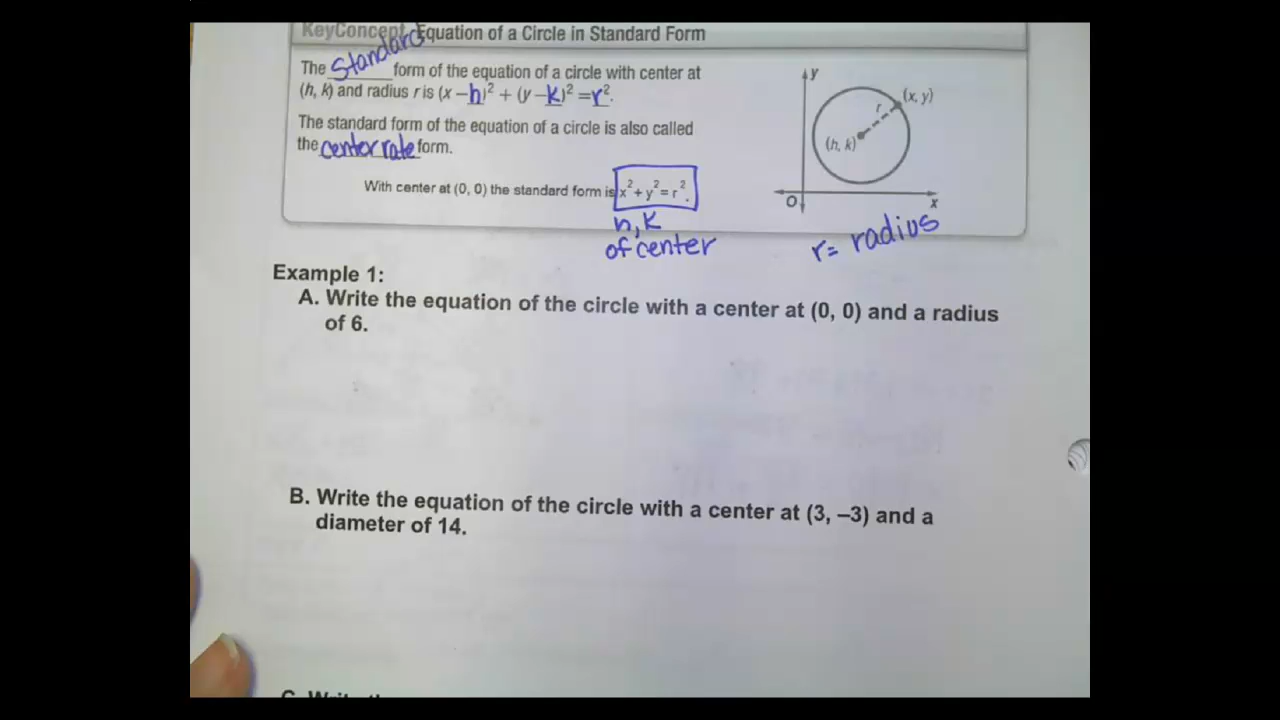 KeyConcept Equation of a Circle in Standard Form
The Standard form of the equation of a circle with center at
(h, k) and radius r is (x – h)² + (y – k)² = r².
The standard form of the equation of a circle is also called
the center rate form.
With center at (0, 0) the standard form is x² + y² = r².
h, k
of center
y
(x, y)
r
(h, k)
O
x
r = radius
Example 1:
A. Write the equation of the circle with a center at (0, 0) and a radius
of 6.
B. Write the equation of the circle with a center at (3, –3) and a
diameter of 14.
C. Write the